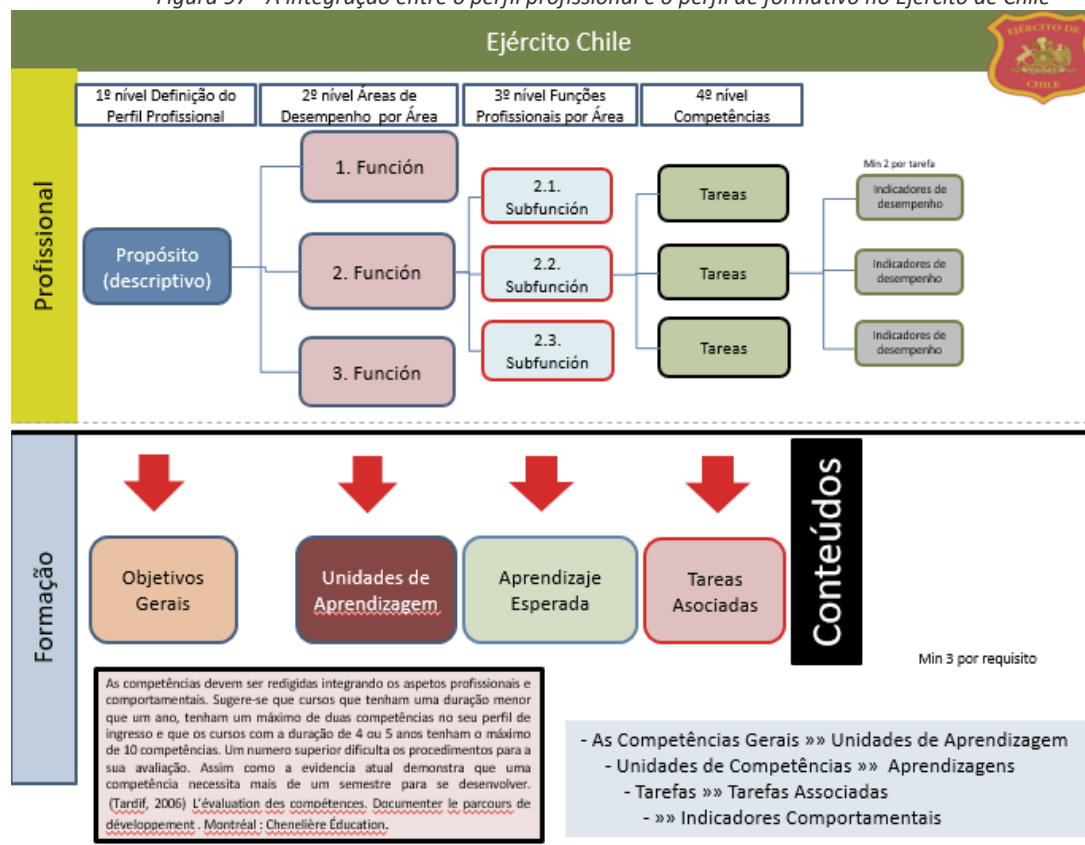 Figura 37 - A integração entre o perfil profissional e o perfil de formativo no Ejército de Chile
Ejército Chile
EJÉRCITO DE
CHILE
Profissional
1º nível Definição do
Perfil Profissional
2º nível Áreas de
Desempenho por Área
3º nível Funções
Profissionais por Área
4º nível
Competências
Propósito
(descriptivo)
1. Función
2. Función
3. Función
2.1.
Subfunción
2.2.
Subfunción
2.3.
Subfunción
Tareas
Tareas
Tareas
Min 2 por tarefa
Indicadores de
desempenho
Indicadores de
desempenho
Indicadores de
desempenho
Formação
Objetivos
Gerais
Unidades de
Aprendizagem
Aprendizaje
Esperada
Tareas
Asociadas
Conteúdos
Min 3 por requisito
As competências devem ser redigidas integrando os aspetos profissionais e
comportamentais. Sugere-se que cursos que tenham uma duração menor
que um ano, tenham um máximo de duas competências no seu perfil de
ingresso e que os cursos com a duração de 4 ou 5 anos tenham o máximo
de 10 competências. Um numero superior dificulta os procedimentos para a
sua avaliação. Assim como a evidencia atual demonstra que uma
competência necessita mais de um semestre para se desenvolver.
(Tardif, 2006) L'évaluation des compétences. Documenter le parcours de
développement . Montréal : Chenelière Éducation.
- As Competências Gerais »» Unidades de Aprendizagem
- Unidades de Competências »» Aprendizagens
- Tarefas »» Tarefas Associadas
- »» Indicadores Comportamentais